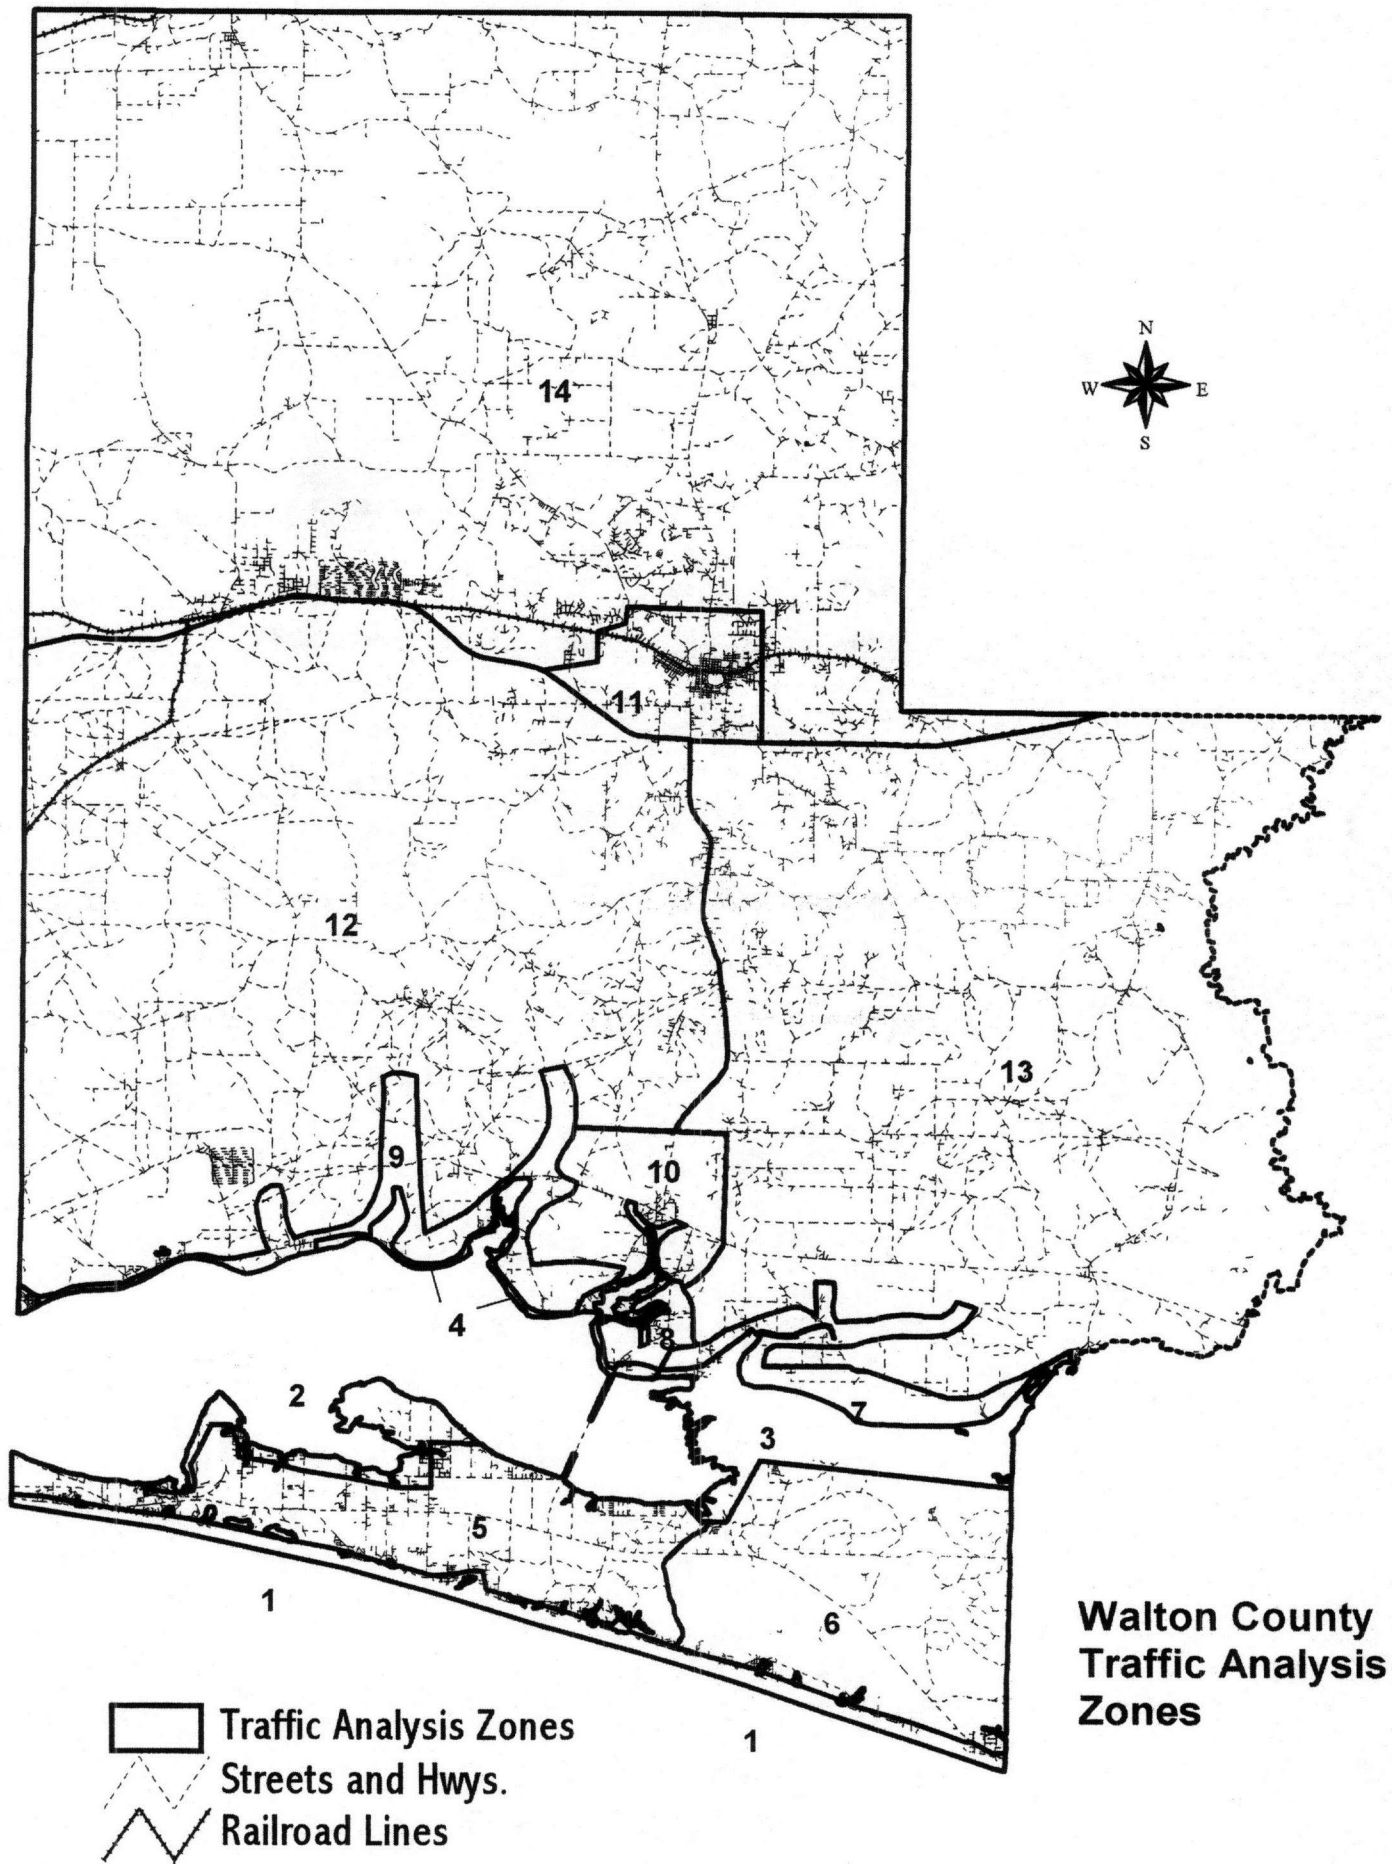 14
N
W E
S
11
12
13
9
10
4
8
2
7
3
5
1
6
Walton County
Traffic Analysis
Zones
1
Traffic Analysis Zones
Streets and Hwys.
Railroad Lines